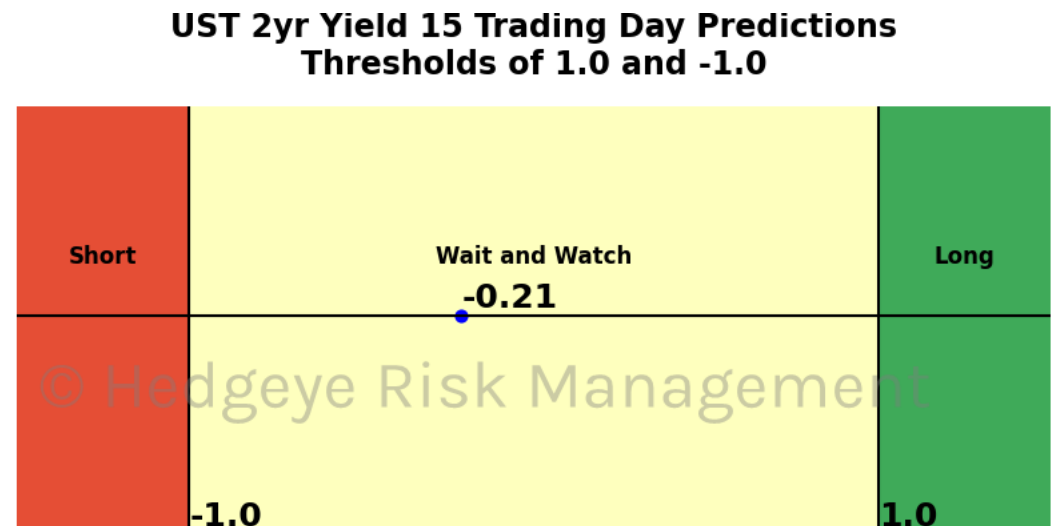 UST 2yr Yield 15 Trading Day Predictions
Thresholds of 1.0 and -1.0
Short
Wait and Watch
Long
-0.21
© Hedgeye Risk Management
-1.0
1.0